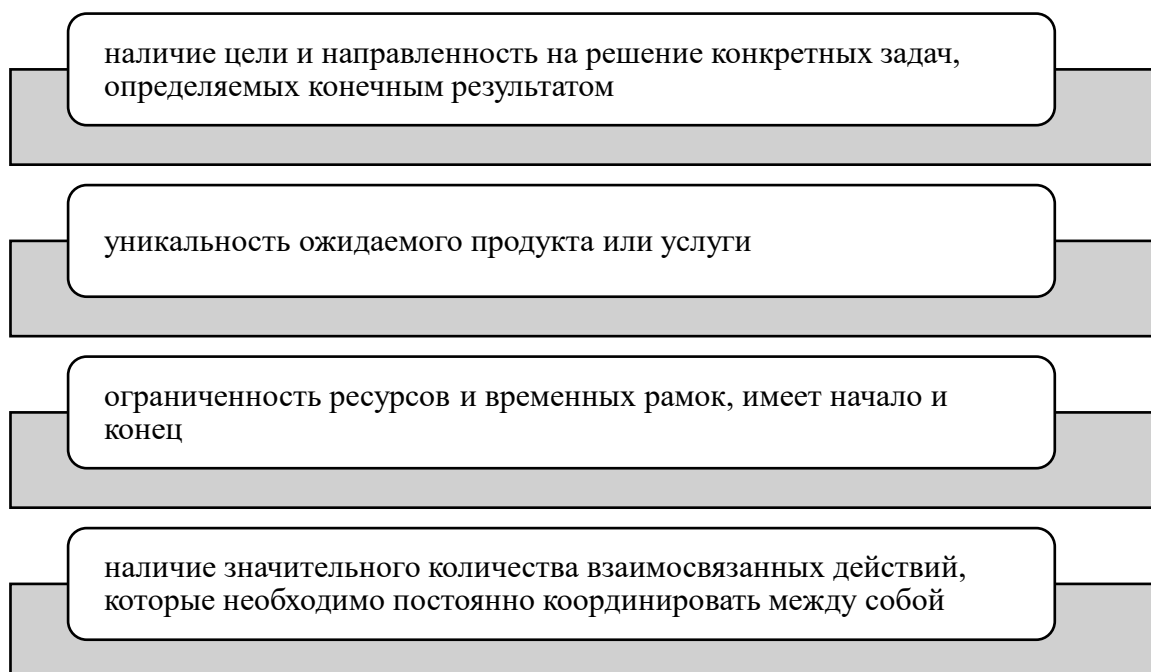 наличие цели и направленность на решение конкретных задач,
определяемых конечным результатом
уникальность ожидаемого продукта или услуги
ограниченность ресурсов и временных рамок, имеет начало и
конец
наличие значительного количества взаимосвязанных действий,
которые необходимо постоянно координировать между собой